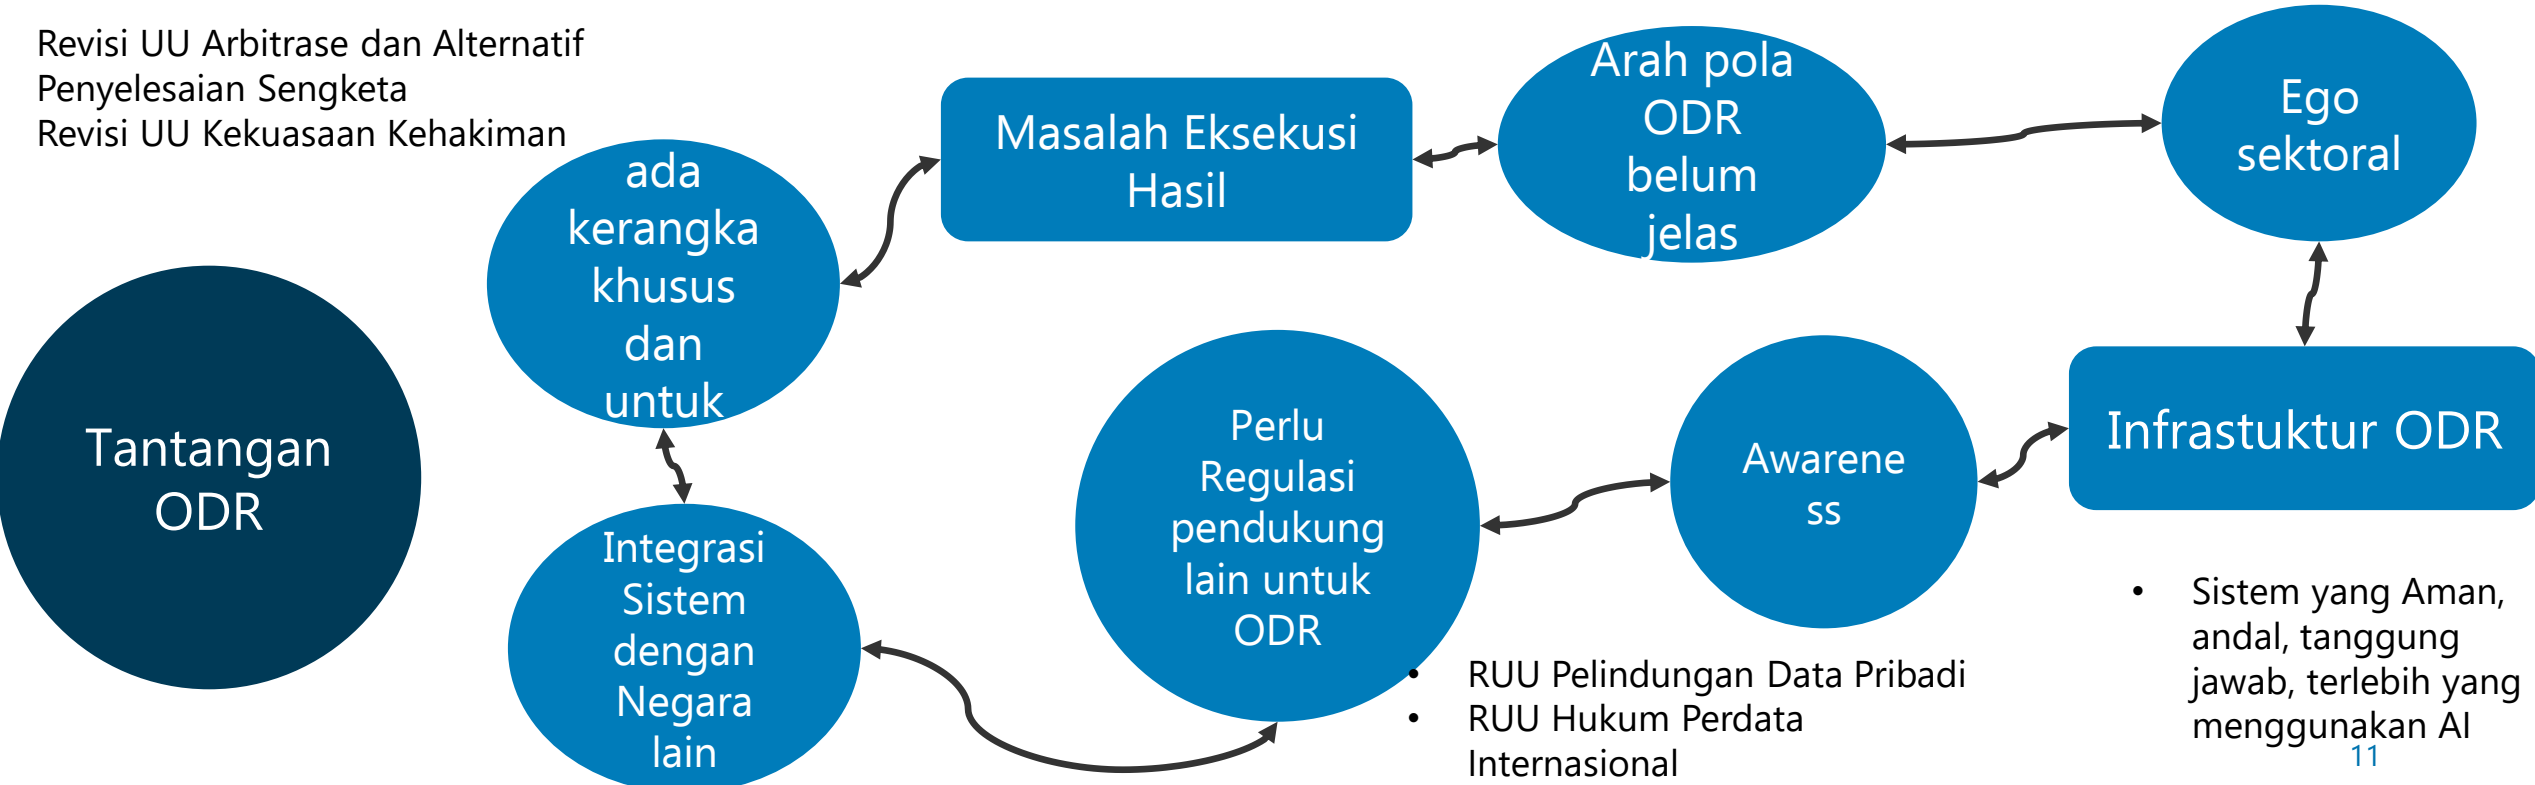 Revisi UU Arbitrase dan Alternatif
Penyelesaian Sengketa
Revisi UU Kekuasaan Kehakiman
Tantangan
ODR
ada
kerangka
khusus
dan
untuk
Masalah Eksekusi
Hasil
Arah pola
ODR
belum
jelas
Ego
sektoral
Infrastuktur ODR
• Sistem yang Aman,
andal, tanggung
jawab, terlebih yang
menggunakan AI
Awarene
ss
Perlu
Regulasi
pendukung
lain untuk
ODR
• RUU Pelindungan Data Pribadi
• RUU Hukum Perdata
Internasional
Integrasi
Sistem
dengan
Negara
lain
11